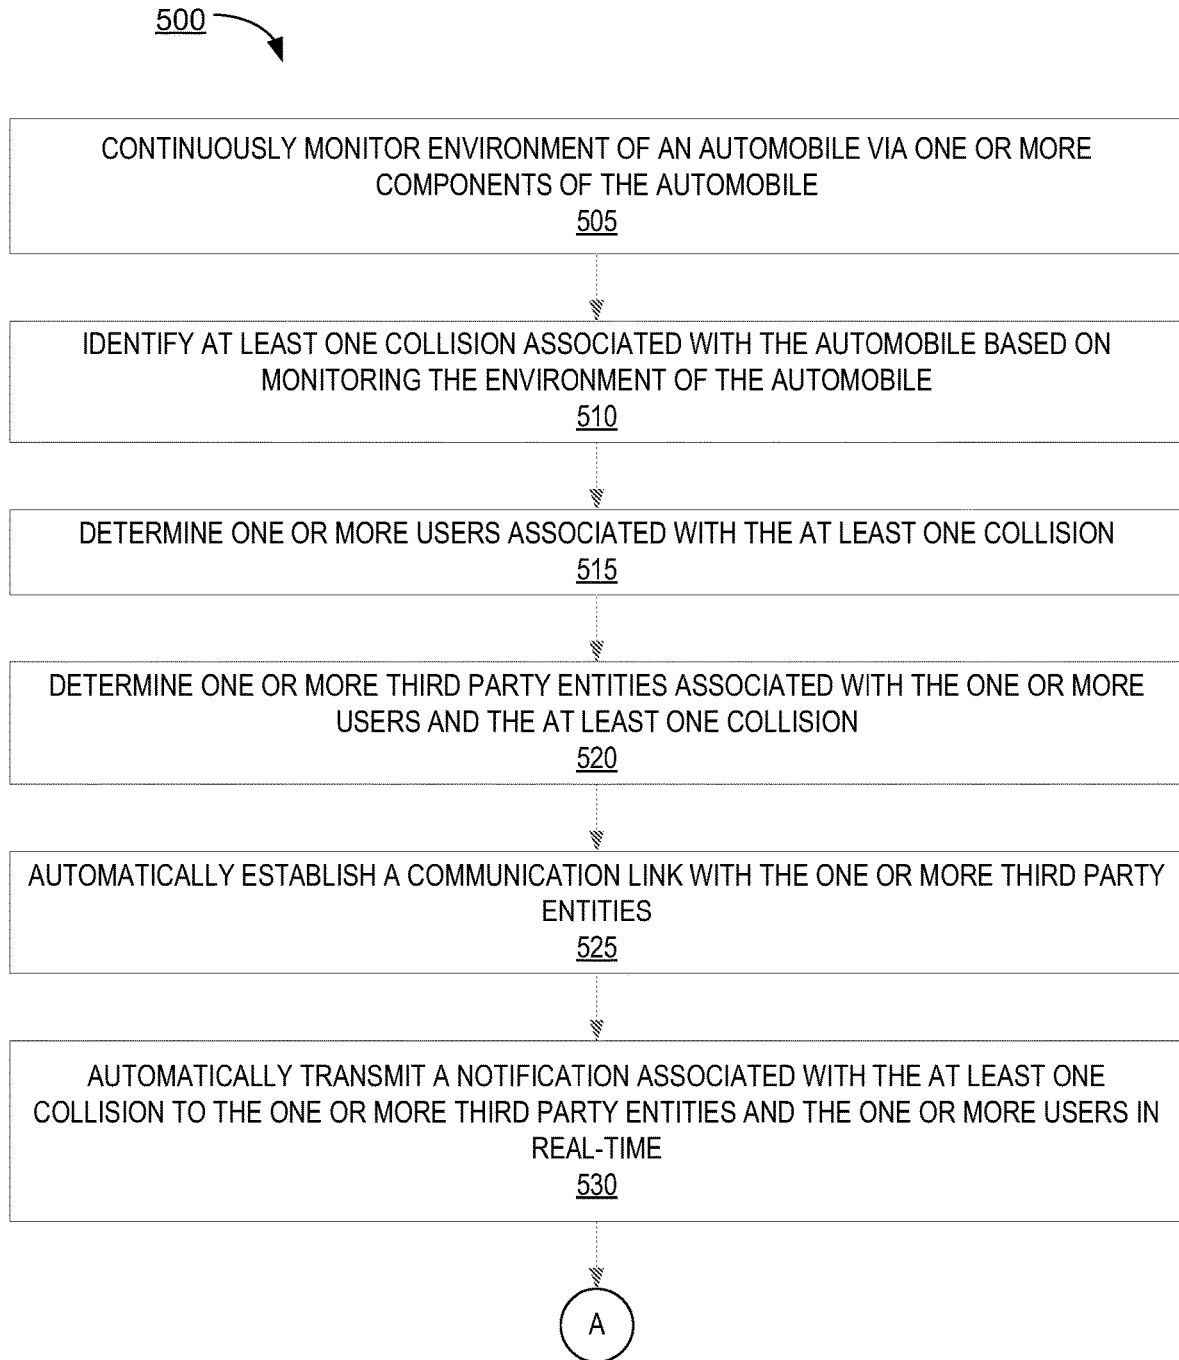 500
CONTINUOUSLY MONITOR ENVIRONMENT OF AN AUTOMOBILE VIA ONE OR MORE
COMPONENTS OF THE AUTOMOBILE
505
IDENTIFY AT LEAST ONE COLLISION ASSOCIATED WITH THE AUTOMOBILE BASED ON
MONITORING THE ENVIRONMENT OF THE AUTOMOBILE
510
DETERMINE ONE OR MORE USERS ASSOCIATED WITH THE AT LEAST ONE COLLISION
515
DETERMINE ONE OR MORE THIRD PARTY ENTITIES ASSOCIATED WITH THE ONE OR MORE
USERS AND THE AT LEAST ONE COLLISION
520
AUTOMATICALLY ESTABLISH A COMMUNICATION LINK WITH THE ONE OR MORE THIRD PARTY
ENTITIES
525
AUTOMATICALLY TRANSMIT A NOTIFICATION ASSOCIATED WITH THE AT LEAST ONE
COLLISION TO THE ONE OR MORE THIRD PARTY ENTITIES AND THE ONE OR MORE USERS IN
REAL-TIME
530
A